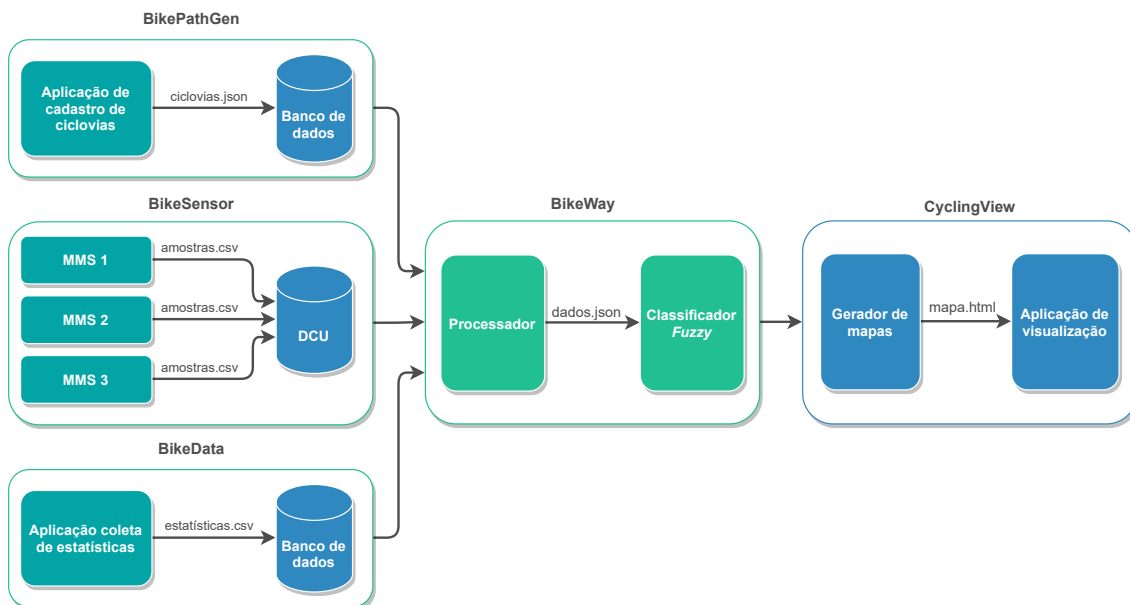 BikePathGen
Aplicação de
cadastro de
ciclovias
ciclovias.json
Banco de
dados
BikeSensor
MMS 1
amostras.csv
MMS 2
amostras.csv
MMS 3
amostras.csv
DCU
BikeData
Aplicação coleta
de estatísticas
estatísticas.csv
Banco de
dados
BikeWay
Processador
dados.json
Classificador
Fuzzy
CyclingView
Gerador de
mapas
mapa.html
Aplicação de
visualização